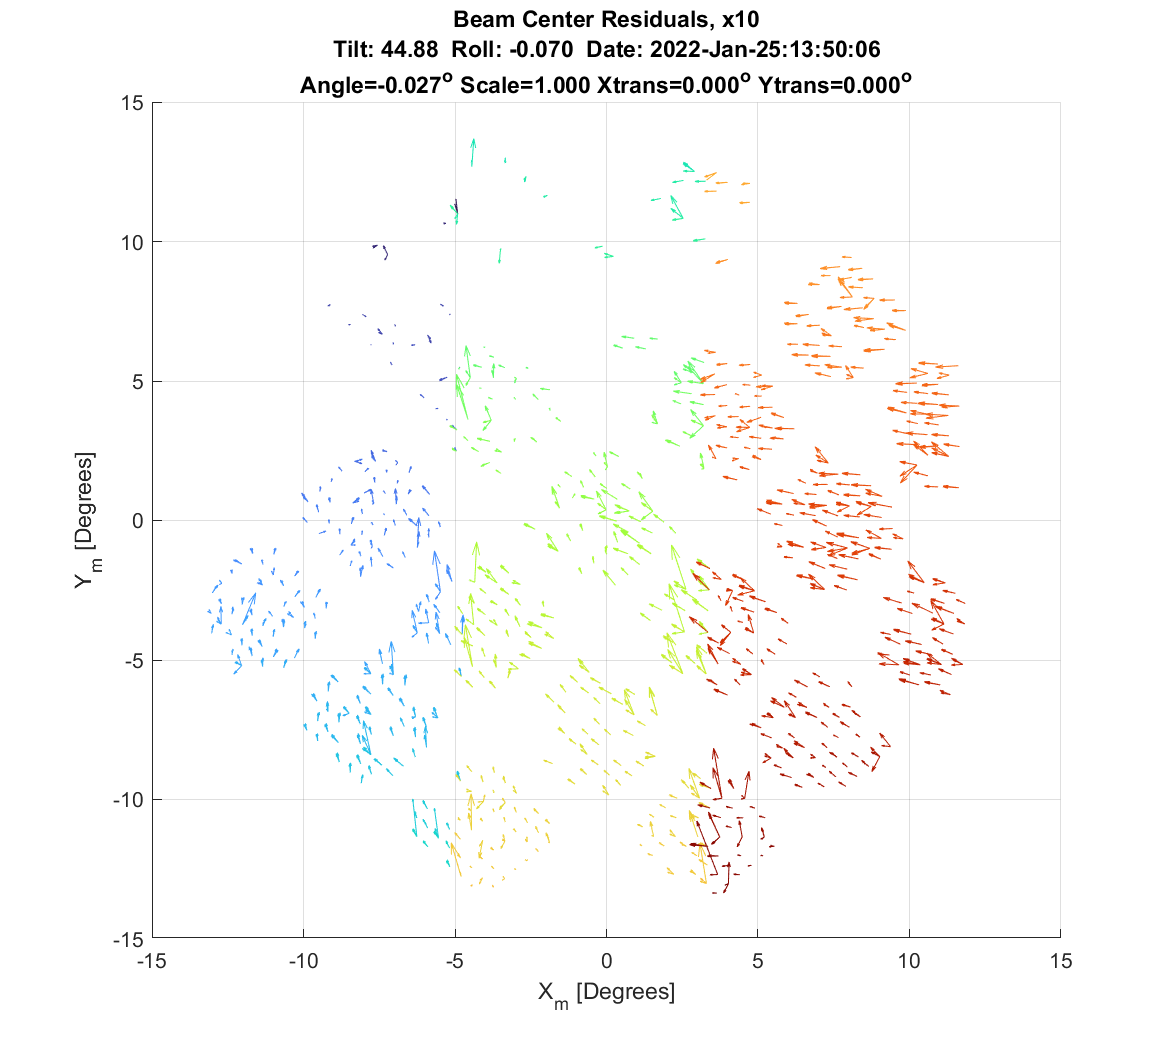 Beam Center Residuals, x10
Tilt: 44.88 Roll: -0.070 Date: 2022-Jan-25:13:50:06
Angle=-0.027° Scale=1.000 Xtrans=0.000° Ytrans=0.000°
15
10
5
0
-5
-10
-15
Y_m [Degrees]
-15 -10 -5 0 5 10 15
X_m [Degrees]